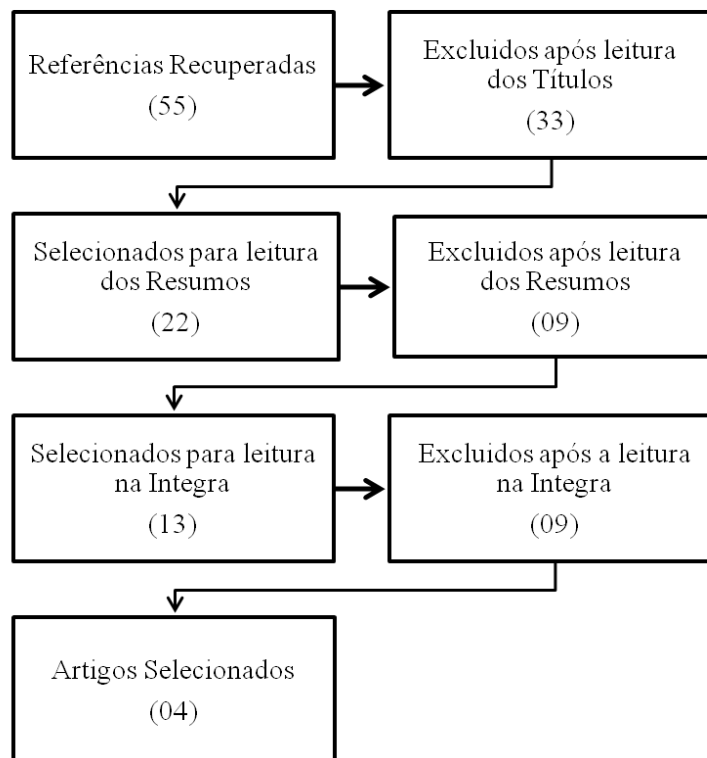 Referências Recuperadas
(55)
Excluidos após leitura
dos Títulos
(33)
Selecionados para leitura
dos Resumos
(22)
Excluidos após leitura
dos Resumos
(09)
Selecionados para leitura
na Integra
(13)
Excluidos após a leitura
na Integra
(09)
Artigos Selecionados
(04)